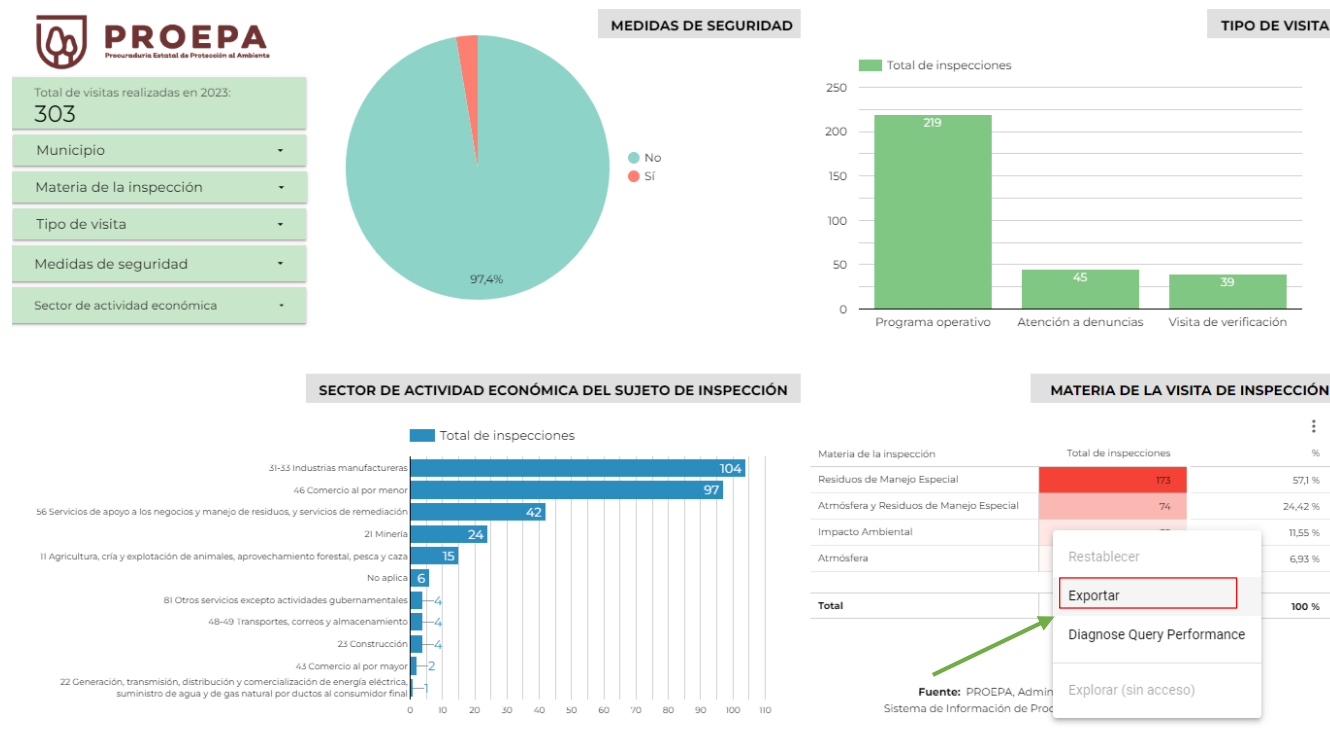 PROEPA
Procuraduría Estatal de Protección al Ambiente
Total de visitas realizadas en 2023:
303
Municipio
Materia de la inspección
Tipo de visita
Medidas de seguridad
Sector de actividad económica
MEDIDAS DE SEGURIDAD
97,4%
No
Sí
TIPO DE VISITA
Total de inspecciones
250
200
150
100
50
0
219
45
39
Programa operativo
Atención a denuncias
Visita de verificación
SECTOR DE ACTIVIDAD ECONÓMICA DEL SUJETO DE INSPECCIÓN
Total de inspecciones
31-33 Industrias manufactureras 104
46 Comercio al por menor 97
56 Servicios de apoyo a los negocios y manejo de residuos, y servicios de remediación 42
21 Minería 24
11 Agricultura, cría y explotación de animales, aprovechamiento forestal, pesca y caza 15
No aplica 6
81 Otros servicios excepto actividades gubernamentales 4
48-49 Transportes, correos y almacenamiento 4
23 Construcción 4
43 Comercio al por mayor 2
22 Generación, transmisión, distribución y comercialización de energía eléctrica,
suministro de agua y de gas natural por ductos al consumidor final 1
0 10 20 30 40 50 60 70 80 90 100 110
MATERIA DE LA VISITA DE INSPECCIÓN
Materia de la inspección Total de inspecciones %
Residuos de Manejo Especial 173 57,1 %
Atmósfera y Residuos de Manejo Especial 74 24,42 %
Impacto Ambiental 11,55 %
Atmósfera 6,93 %
Total 100 %
Restablecer
Exportar
Diagnose Query Performance
Explorar (sin acceso)
Fuente: PROEPA, Admin
Sistema de Información de Proc